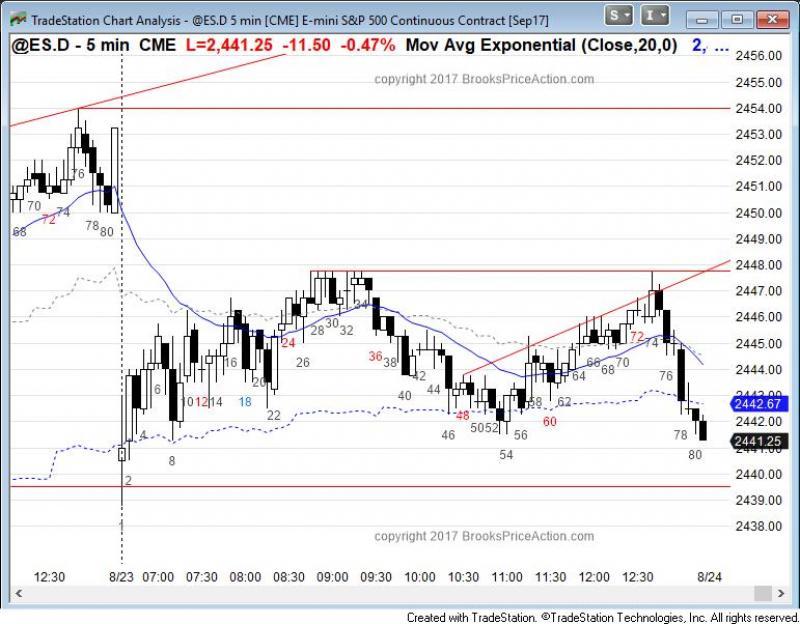 TradeStation Chart Analysis - @ES.D 5 min [CME] E-mini S&P 500 Continuous Contract [Sep17]
S I
@ES.D - 5 min CME L=2,441.25 -11.50 -0.47% Mov Avg Exponential (Close,20,0) 2, ...
copyright 2017 BrooksPriceAction.com
2456.00
2455.00
2454.00
2453.00
2452.00
2451.00
2450.00
2449.00
2448.00
2447.00
2446.00
2445.00
2444.00
2442.67
2442.00
2441.25
2440.00
2439.00
2438.00
68 70 72 74 76 78 80
2 4 6 8 10 12 14 16 18 20 22 24 26 28 30 32 34 36 38 40 42 44 46 48 50 52 54 56 58 60 62 64 66 68 70 72 74 76 78 80
copyright 2017 BrooksPriceAction.com
12:30 8/23 07:00 07:30 08:00 08:30 09:00 09:30 10:00 10:30 11:00 11:30 12:00 12:30 8/24
Created with TradeStation. ©TradeStation Technologies, Inc. All rights reserved.